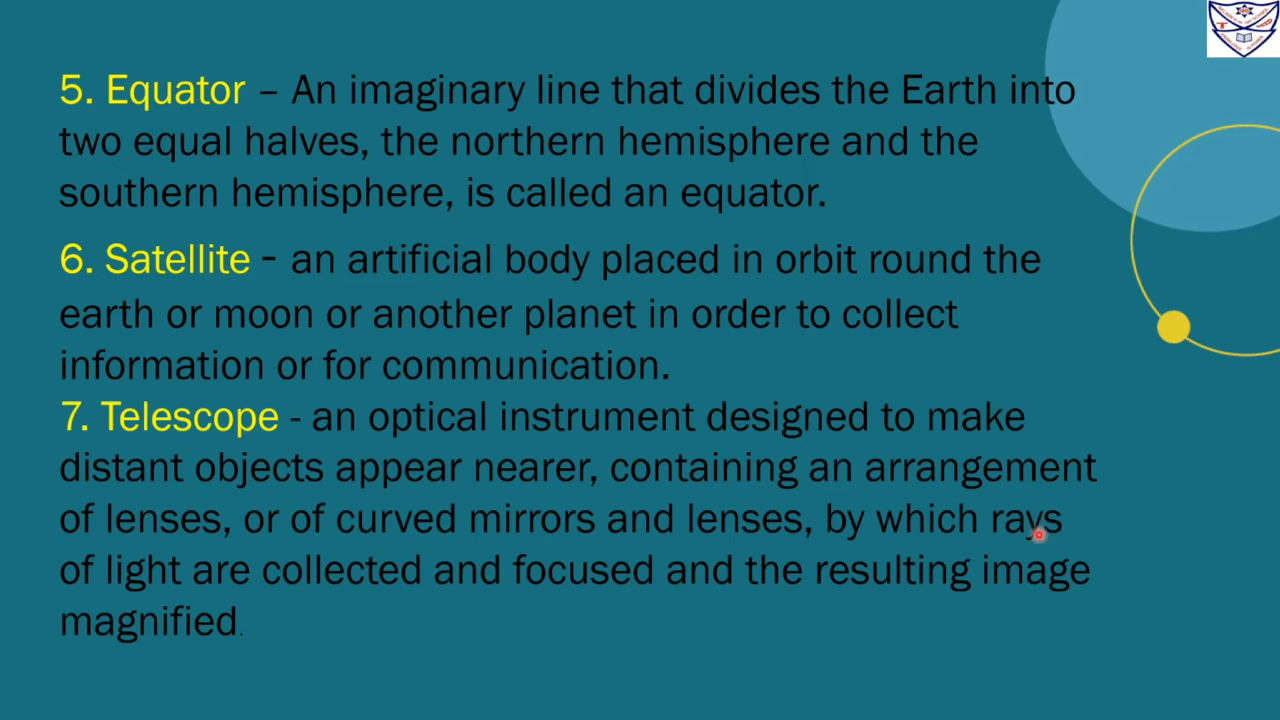 5. Equator – An imaginary line that divides the Earth into
two equal halves, the northern hemisphere and the
southern hemisphere, is called an equator.
6. Satellite - an artificial body placed in orbit round the
earth or moon or another planet in order to collect
information or for communication.
7. Telescope - an optical instrument designed to make
distant objects appear nearer, containing an arrangement
of lenses, or of curved mirrors and lenses, by which rays
of light are collected and focused and the resulting image
magnified.